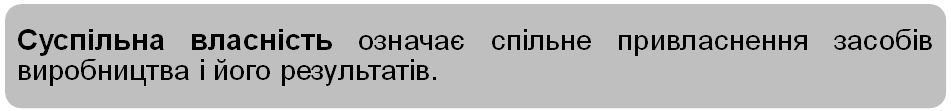 Суспільна власність означає спільне привласнення засобів
виробництва і його результатів.